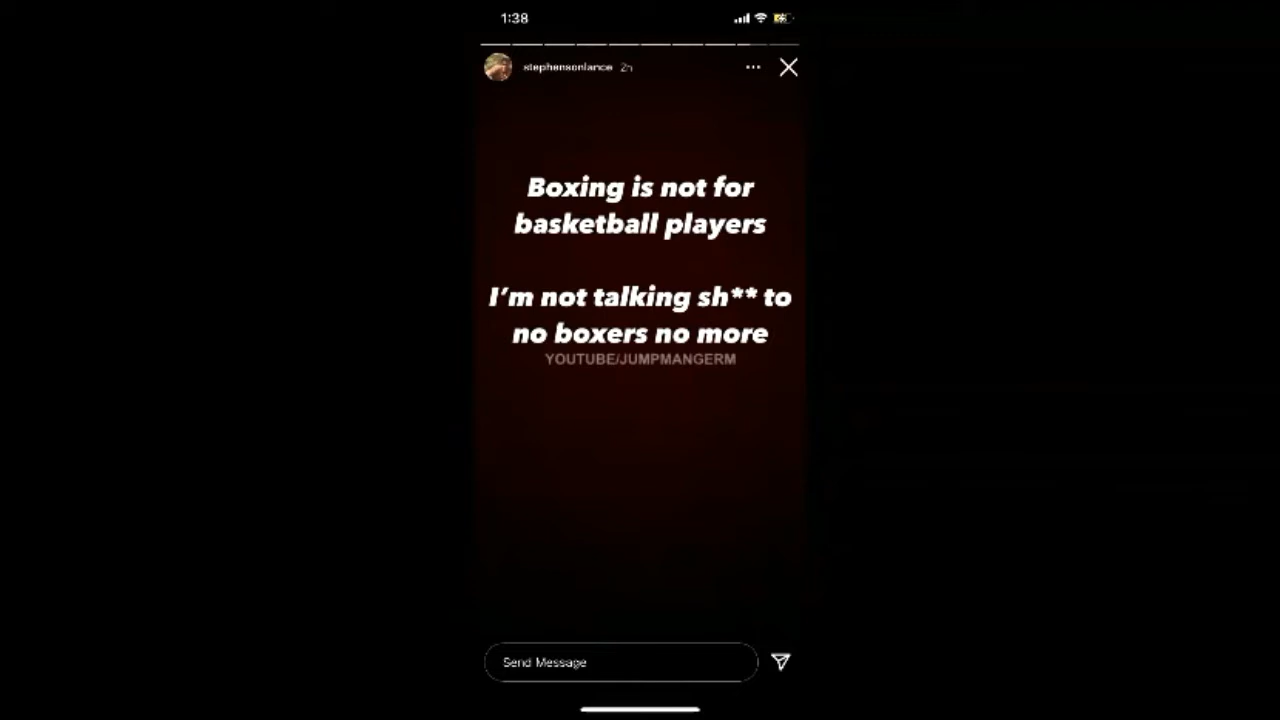 1:38
stephensonlance 2h
Boxing is not for
basketball players
I'm not talking sh** to
no boxers no more
YOUTUBE/JUMPMANGERM
Send Message